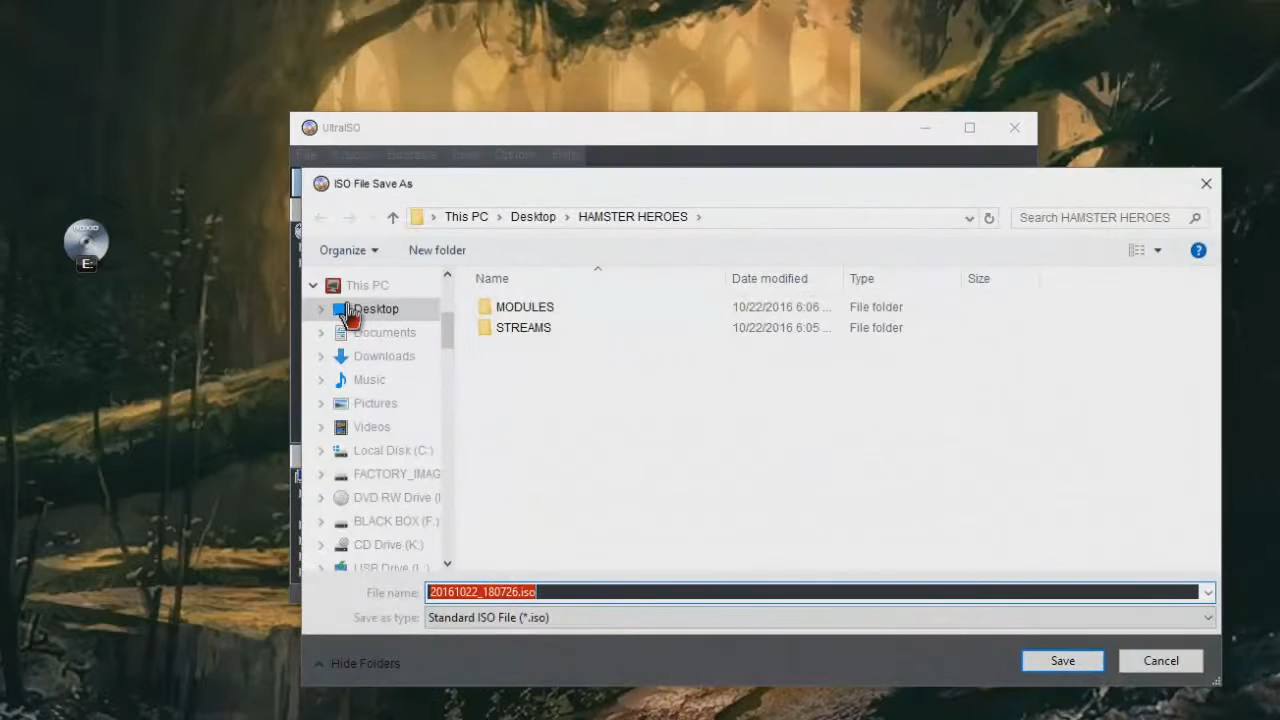 UltraISO
ISO File Save As
This PC > Desktop > HAMSTER HEROES >
Search HAMSTER HEROES
Organize
New folder
Name
Date modified
Type
Size
This PC
Desktop
Documents
Downloads
Music
Pictures
Videos
Local Disk (C:)
FACTORY_IMAG
DVD RW Drive (
BLACK BOX (F:)
CD Drive (K:)
USB Drive (L:)
MODULES
10/22/2016 6:06 ...
File folder
STREAMS
10/22/2016 6:05 ...
File folder
E:
File name:
20161022_180726.iso
Save as type:
Standard ISO File (*.iso)
Hide Folders
Save
Cancel